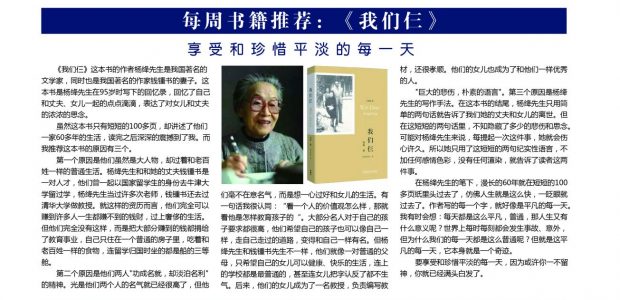 每周书籍推荐：《我们仨》
享受和珍惜平淡的每一天
《我们仨》这本书的作者杨绛先生是我国著名的
文学家，同时也是我国著名的作家钱锺书的妻子。这
本书是杨绛先生在95岁时写下的回忆录，回忆了自己
和丈夫、女儿一起的点点滴滴，表达了对女儿和丈夫
的浓浓的思念。
虽然这本书只有短短的100多页，却讲述了他们
一家60多年的生活，读完之后深深的震撼到了我。而
我推荐这本书的原因有三个。
第一个原因是他们虽然是大人物，却过着和老百
姓一样的普通生活。杨绛先生和和她的丈夫钱锺书是
一对人才，他们曾一起以国家留学生的身份去牛津大
学留过学，杨绛先生当过许多次老师，钱锺书还去过
清华大学做教授。就这样的资历而言，他们完全可以
赚到许多人一生都赚不到的钱财，过上奢侈的生活。
但他们完全没有这样，而是把大部分赚到的钱都捐给
了教育事业，自己只住在一个普通的房子里，吃着和
老百姓一样的食物，连留学归国时坐的都是船的三等
舱。
第二个原因是他们两人“功成名就，却淡泊名利”
的精神。光是他们两个人的名气就已经很高了，但他
我们仨
们毫不在意名气，而是想一心过好和女儿的生活。有
一句话我很认同：“看一个人的价值观怎么样，那就
看他是怎样教育孩子的”。大部分名人对于自己的孩
子要求都很高，他们希望自己的孩子也可以像自己一
样，走自己走过的道路，变得和自己一样有名。但杨
绛先生和钱锺书先生不一样，他们就像一对普通的父
母，只希望自己的女儿可以健康、快乐的生活，连上
的学校都是最普通的，甚至连女儿把字认反了都不生
气。后来，他们的女儿成为了一名教授，负责编写教
材，还很孝顺。他们的女儿也成为了和他们一样优秀
的人。
“巨大的悲伤，朴素的语言”。第三个原因是杨绛
先生的写作手法。在这本书的结尾，杨绛先生只用简
单的两句话就告诉了我们她的丈夫和女儿的离世。但
在这短短的两句话里，不知隐藏了多少的悲伤和思念。
可能对杨绛先生来说，每提起一次这件事，她就会伤
心许久。所以她只用了这短短的两句纪实性语言，不
加任何感情色彩，没有任何渲染，就告诉了读者这两
件事。
在杨绛先生的笔下，漫长的60年就在短短的100
多页纸里头过去了，仿佛人生就是这么快，一眨眼就
过去了。作者写的每一个字，就好像是平凡的每一天。
我有时会想：每天都是这么平凡，普通，那人生又有
什么意义呢？世界上每时每刻都会发生事故、意外，
但为什么我们的每一天都是这么普通呢？但就是这平
凡的每一天，它本身就是一个奇迹。
要享受和珍惜平凡的每一天，因为或许你一不留
神，你就已经满头白发了。